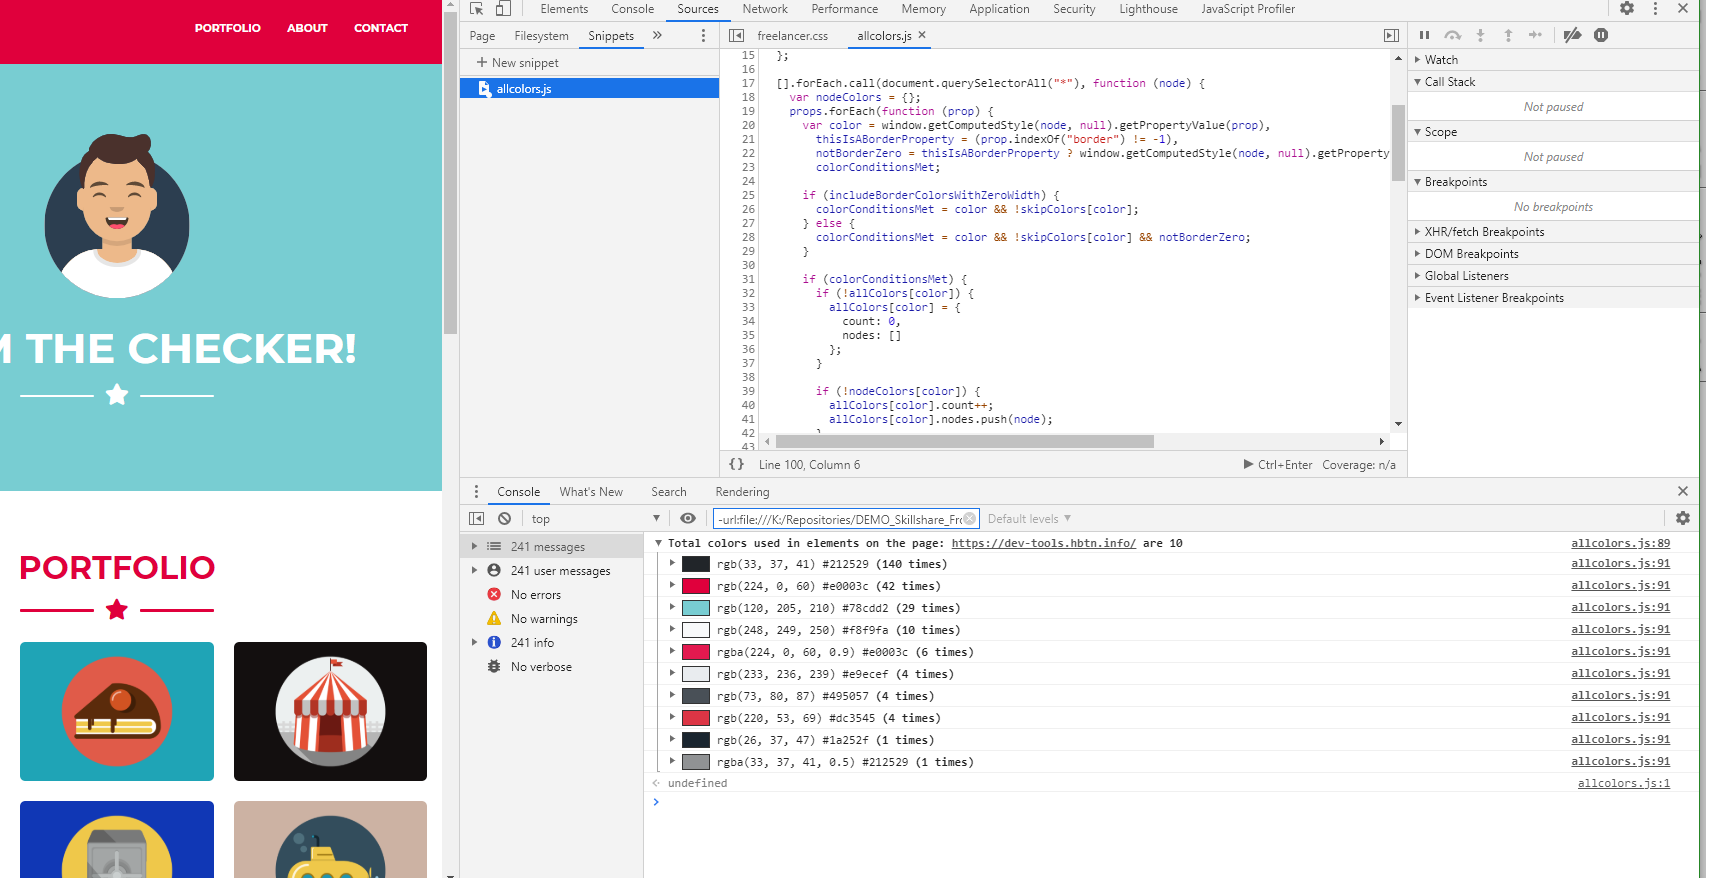 PORTFOLIO ABOUT CONTACT
M THE CHECKER!
PORTFOLIO
Elements Console Sources Network Performance Memory Application Security Lighthouse JavaScript Profiler
Page Filesystem Snippets
+ New snippet
allcolors.js
freelancer.css allcolors.js
15 };
16
17 [].forEach.call(document.querySelectorAll("*"), function (node) {
18 var nodeColors = {};
19 props.forEach(function (prop) {
20 var color = window.getComputedStyle(node, null).getPropertyValue(prop),
21 thisIsABorderProperty = (prop.indexOf("border") != -1),
22 notBorderZero = thisIsABorderProperty ? window.getComputedStyle(node, null).getProperty
23 colorConditionsMet;
24
25 if (includeBorderColorsWithZeroWidth) {
26 colorConditionsMet = color && !skipColors[color];
27 } else {
28 colorConditionsMet = color && !skipColors[color] && notBorderZero;
29 }
30
31 if (colorConditionsMet) {
32 if (!allColors[color]) {
33 allColors[color] = {
34 count: 0,
35 nodes: []
36 };
37 }
38
39 if (!nodeColors[color]) {
40 allColors[color].count++;
41 allColors[color].nodes.push(node);
42
43
{} Line 100, Column 6 Ctrl+Enter Coverage: n/a
Watch
Call Stack
Not paused
Scope
Not paused
Breakpoints
No breakpoints
XHR/fetch Breakpoints
DOM Breakpoints
Global Listeners
Event Listener Breakpoints
Console What's New Search Rendering
top -url:file:///K:/Repositories/DEMO_Skillshare_Fro Default levels
241 messages
241 user messages
No errors
No warnings
241 info
No verbose
Total colors used in elements on the page: https://dev-tools.hbtn.info/ are 10 allcolors.js:89
rgb(33, 37, 41) #212529 (140 times) allcolors.js:91
rgb(224, 0, 60) #e0003c (42 times) allcolors.js:91
rgb(120, 205, 210) #78cdd2 (29 times) allcolors.js:91
rgb(248, 249, 250) #f8f9fa (10 times) allcolors.js:91
rgba(224, 0, 60, 0.9) #e0003c (6 times) allcolors.js:91
rgb(233, 236, 239) #e9ecef (4 times) allcolors.js:91
rgb(73, 80, 87) #495057 (4 times) allcolors.js:91
rgb(220, 53, 69) #dc3545 (4 times) allcolors.js:91
rgb(26, 37, 47) #1a252f (1 times) allcolors.js:91
rgba(33, 37, 41, 0.5) #212529 (1 times) allcolors.js:91
undefined allcolors.js:1